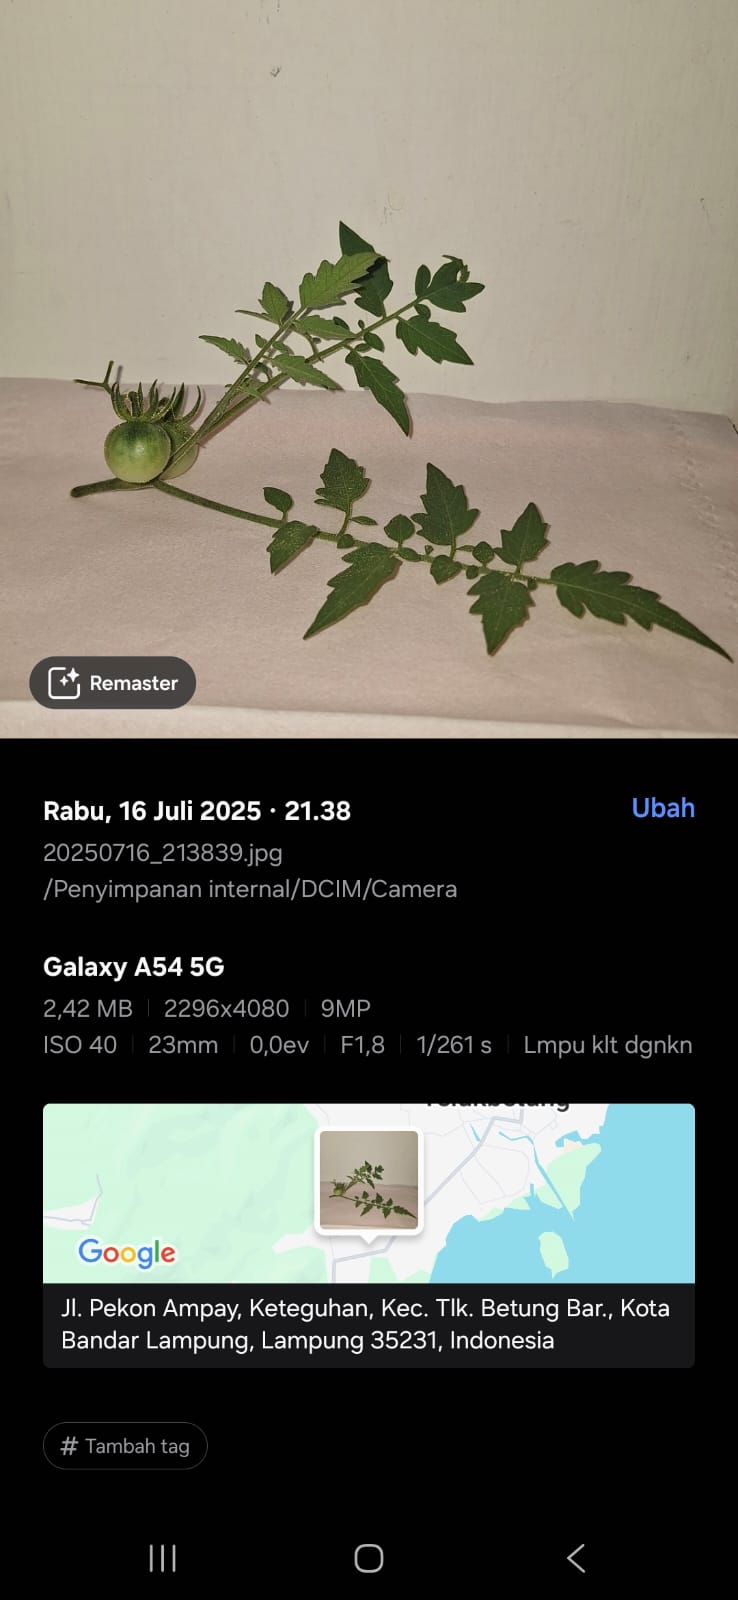 Remaster
Rabu, 16 Juli 2025 · 21.38
Ubah
20250716_213839.jpg
/Penyimpanan internal/DCIM/Camera
Galaxy A54 5G
2,42 MB | 2296x4080 | 9MP
ISO 40 | 23mm | 0,0ev | F1,8 | 1/261 s | Lmpu klt dgnkn
Google
Jl. Pekon Ampay, Keteguhan, Kec. Tlk. Betung Bar., Kota
Bandar Lampung, Lampung 35231, Indonesia
# Tambah tag